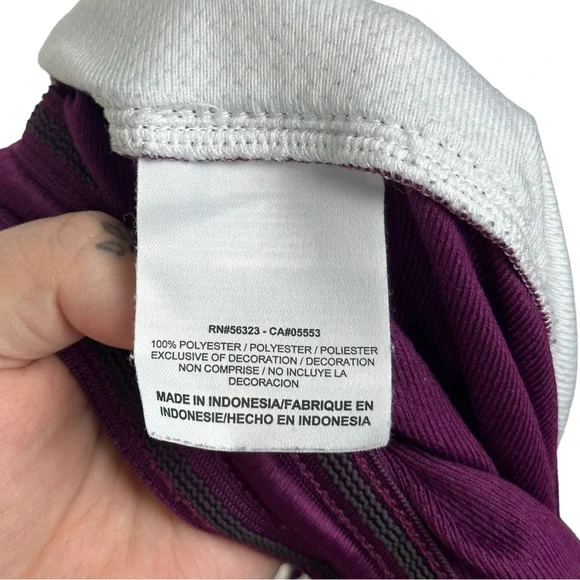 RN#56323 - CA#05553
100% POLYESTER / POLYESTER / POLIESTER
EXCLUSIVE OF DECORATION / DECORATION
NON COMPRISE / NO INCLUYE LA
DECORACION
MADE IN INDONESIA/FABRIQUE EN
INDONESIE/HECHO EN INDONESIA